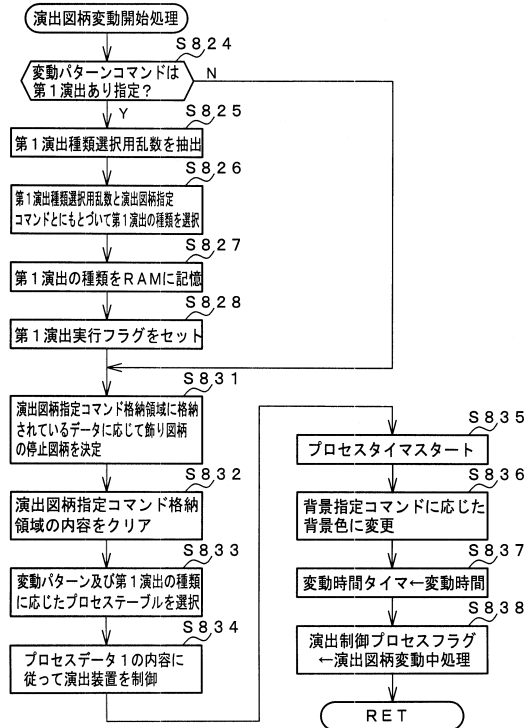 演出図柄変動開始処理
S824
変動パターンコマンドは
第1演出あり指定?
N
Y
S825
第1演出種類選択用乱数を抽出
S826
第1演出種類選択用乱数と演出図柄指定
コマンドとにもとづいて第1演出の種類を選択
S827
第1演出の種類をRAMに記憶
S828
第1演出実行フラグをセット
S831
演出図柄指定コマンド格納領域に格納
されているデータに応じて飾り図柄
の停止図柄を決定
S832
演出図柄指定コマンド格納
領域の内容をクリア
S833
変動パターン及び第1演出の種類
に応じたプロセステーブルを選択
S834
プロセスデータ1の内容に
従って演出装置を制御
S835
プロセスタイマスタート
S836
背景指定コマンドに応じた
背景色に変更
S837
変動時間タイマ←変動時間
S838
演出制御プロセスフラグ
←演出図柄変動中処理
RET